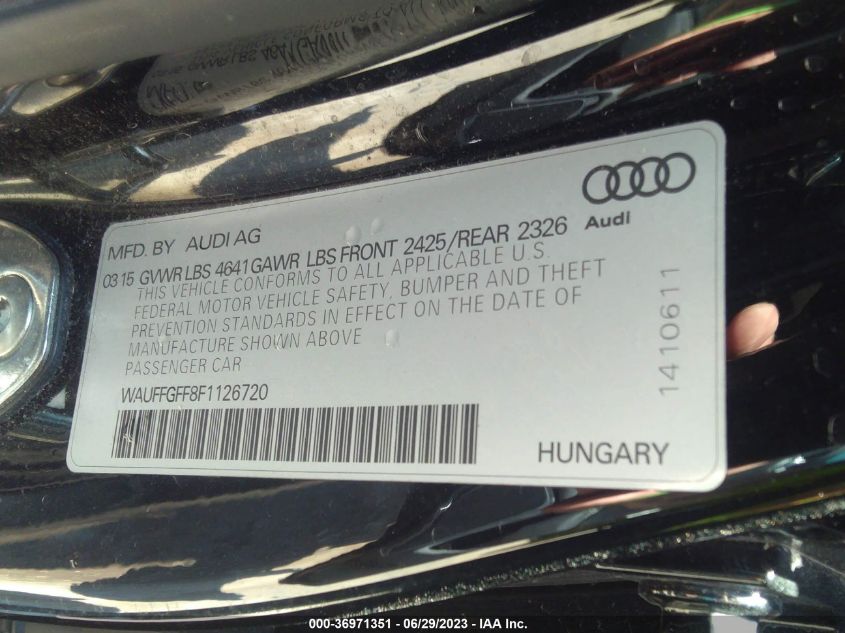 Audi
MFD. BY AUDI AG
0315 GVWR LBS 4641 GAWR LBS FRONT 2425/REAR 2326
THIS VEHICLE CONFORMS TO ALL APPLICABLE U.S.
FEDERAL MOTOR VEHICLE SAFETY, BUMPER AND THEFT
PREVENTION STANDARDS IN EFFECT ON THE DATE OF
MANUFACTURE SHOWN ABOVE
PASSENGER CAR
WAUFFGFF8F1126720
HUNGARY
1410611
000-36971351 - 06/29/2023 - IAA Inc.